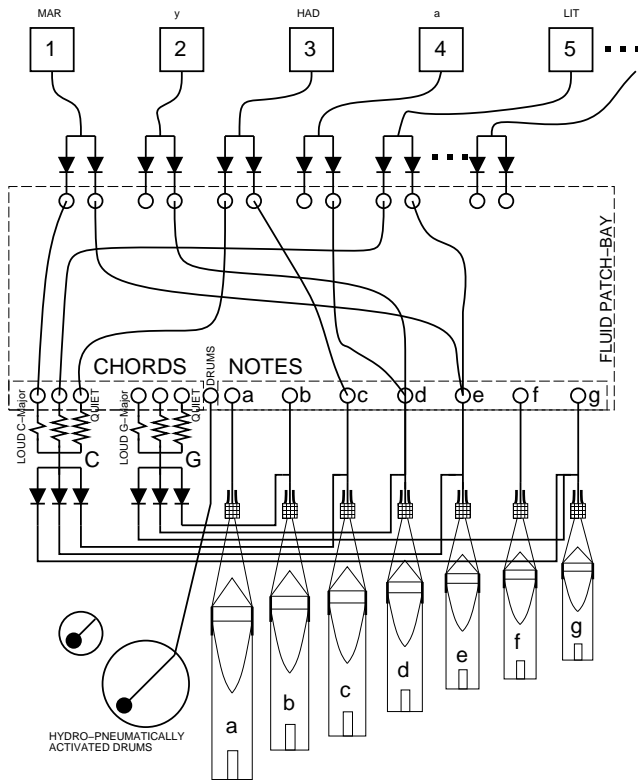 MAR y HAD a LIT
1 2 3 4 5
FLUID PATCH-BAY
CHORDS DRUMS NOTES
LOUD C-Major QUIET LOUD G-Major QUIET a b c d e f g
C G
a b c d e f g
HYDRO-PNEUMATICALLY
ACTIVATED DRUMS